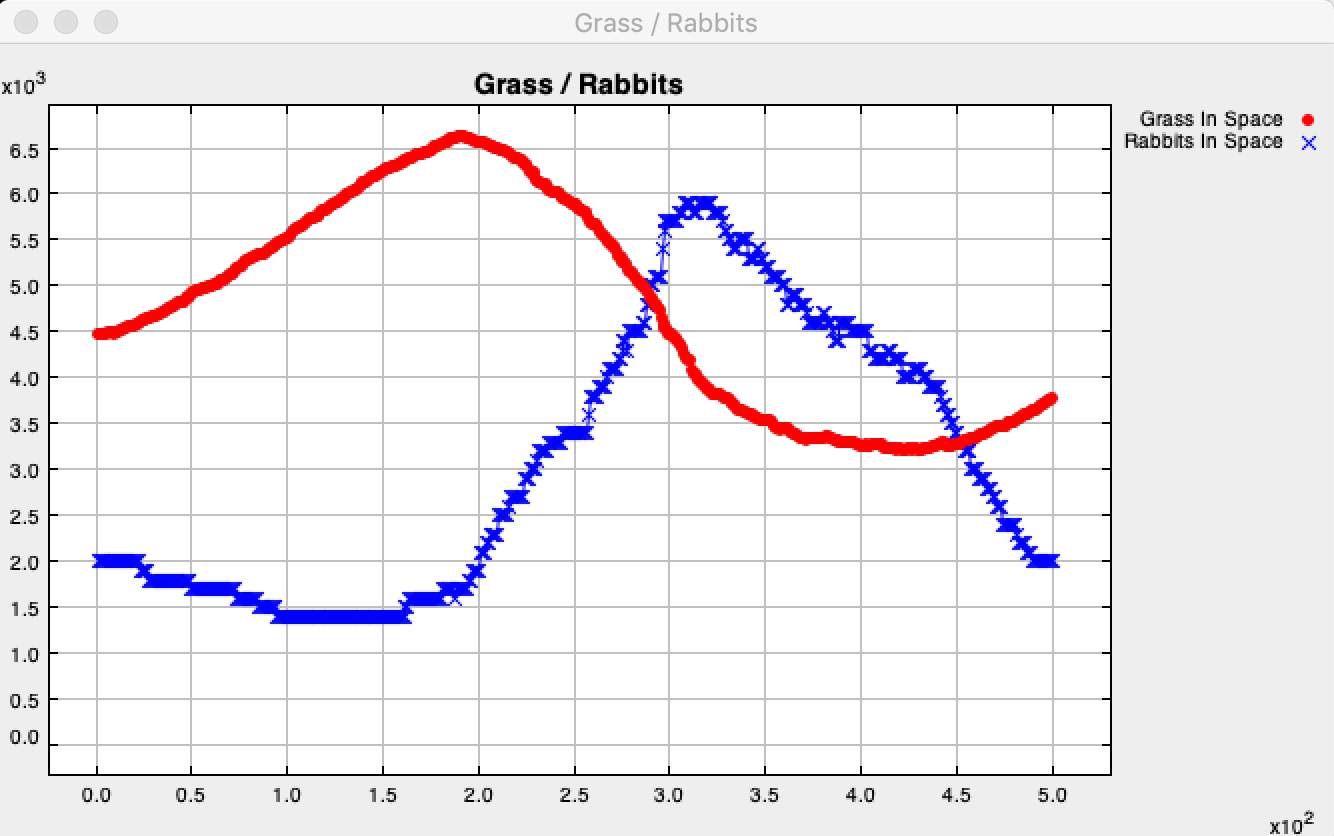 Grass / Rabbits
Grass / Rabbits
x10³
Grass In Space
Rabbits In Space
6.5
6.0
5.5
5.0
4.5
4.0
3.5
3.0
2.5
2.0
1.5
1.0
0.5
0.0
0.0 0.5 1.0 1.5 2.0 2.5 3.0 3.5 4.0 4.5 5.0
x10²